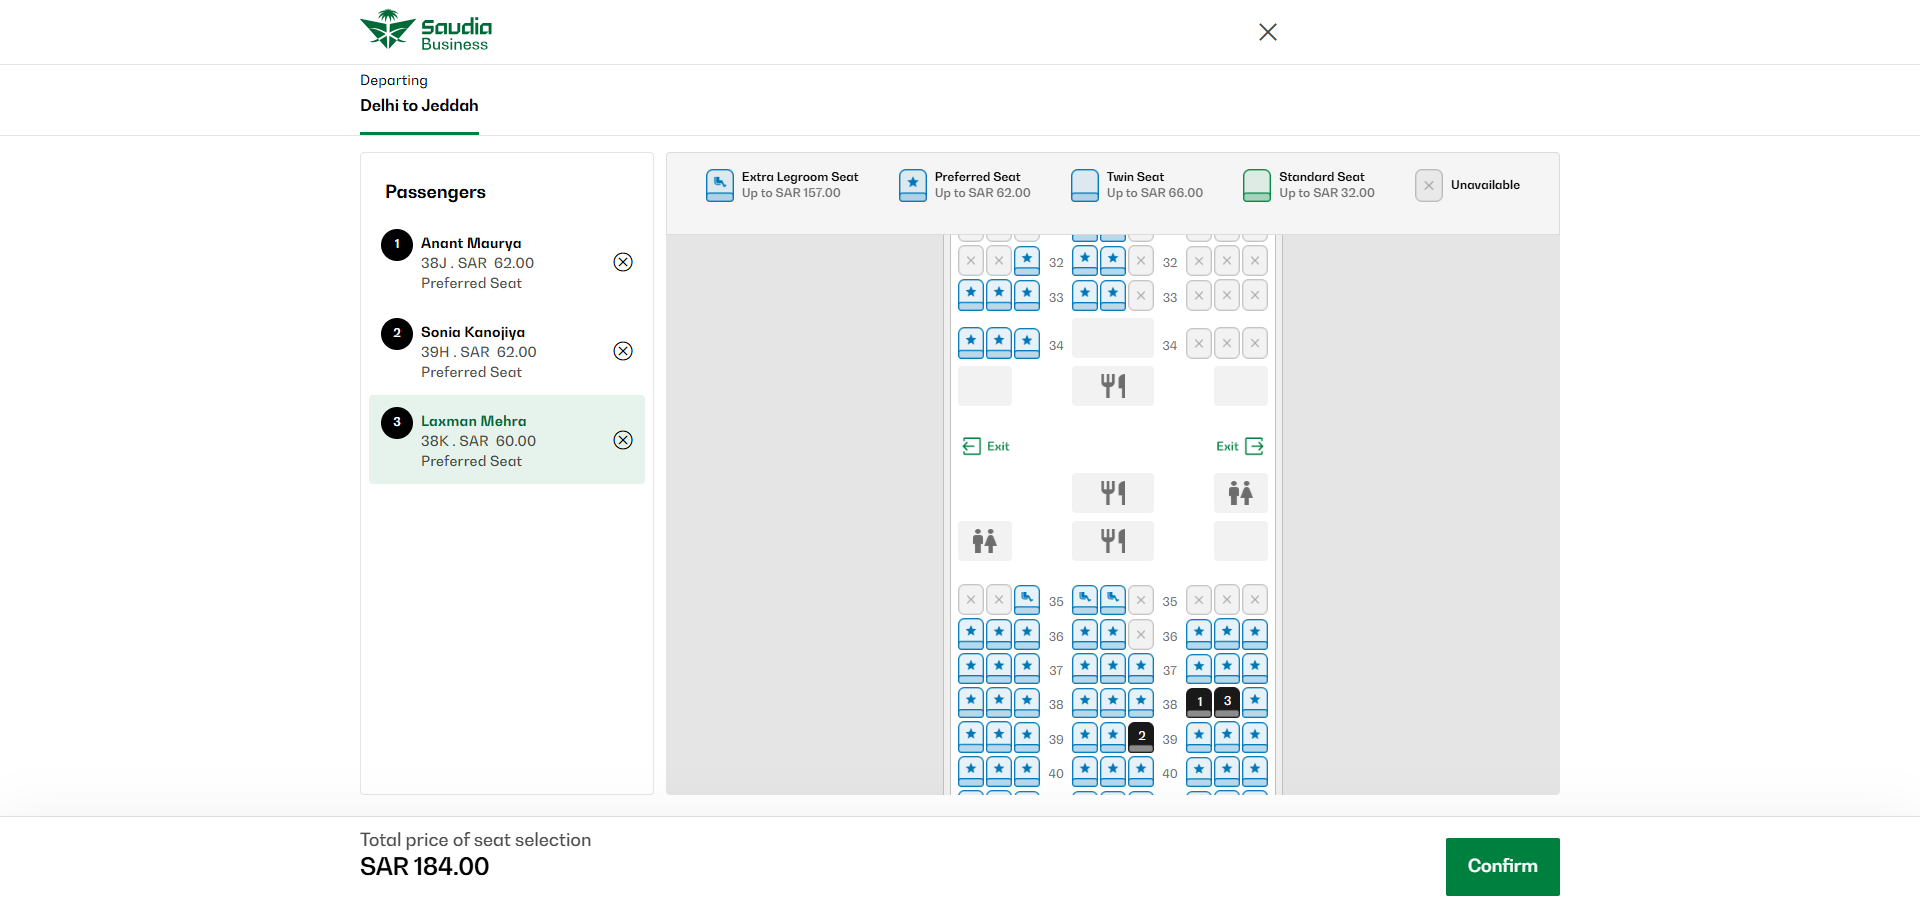 Saudia
Business
Departing
Delhi to Jeddah
Passengers
1
Anant Maurya
38J . SAR 62.00
Preferred Seat
2
Sonia Kanojiya
39H . SAR 62.00
Preferred Seat
3
Laxman Mehra
38K . SAR 60.00
Preferred Seat
Extra Legroom Seat
Up to SAR 157.00
Preferred Seat
Up to SAR 62.00
Twin Seat
Up to SAR 66.00
Standard Seat
Up to SAR 32.00
Unavailable
32 32
33 33
34 34
Exit Exit
35 35
36 36
37 37
38 38 1 3
39 2 39
40 40
Total price of seat selection
SAR 184.00
Confirm